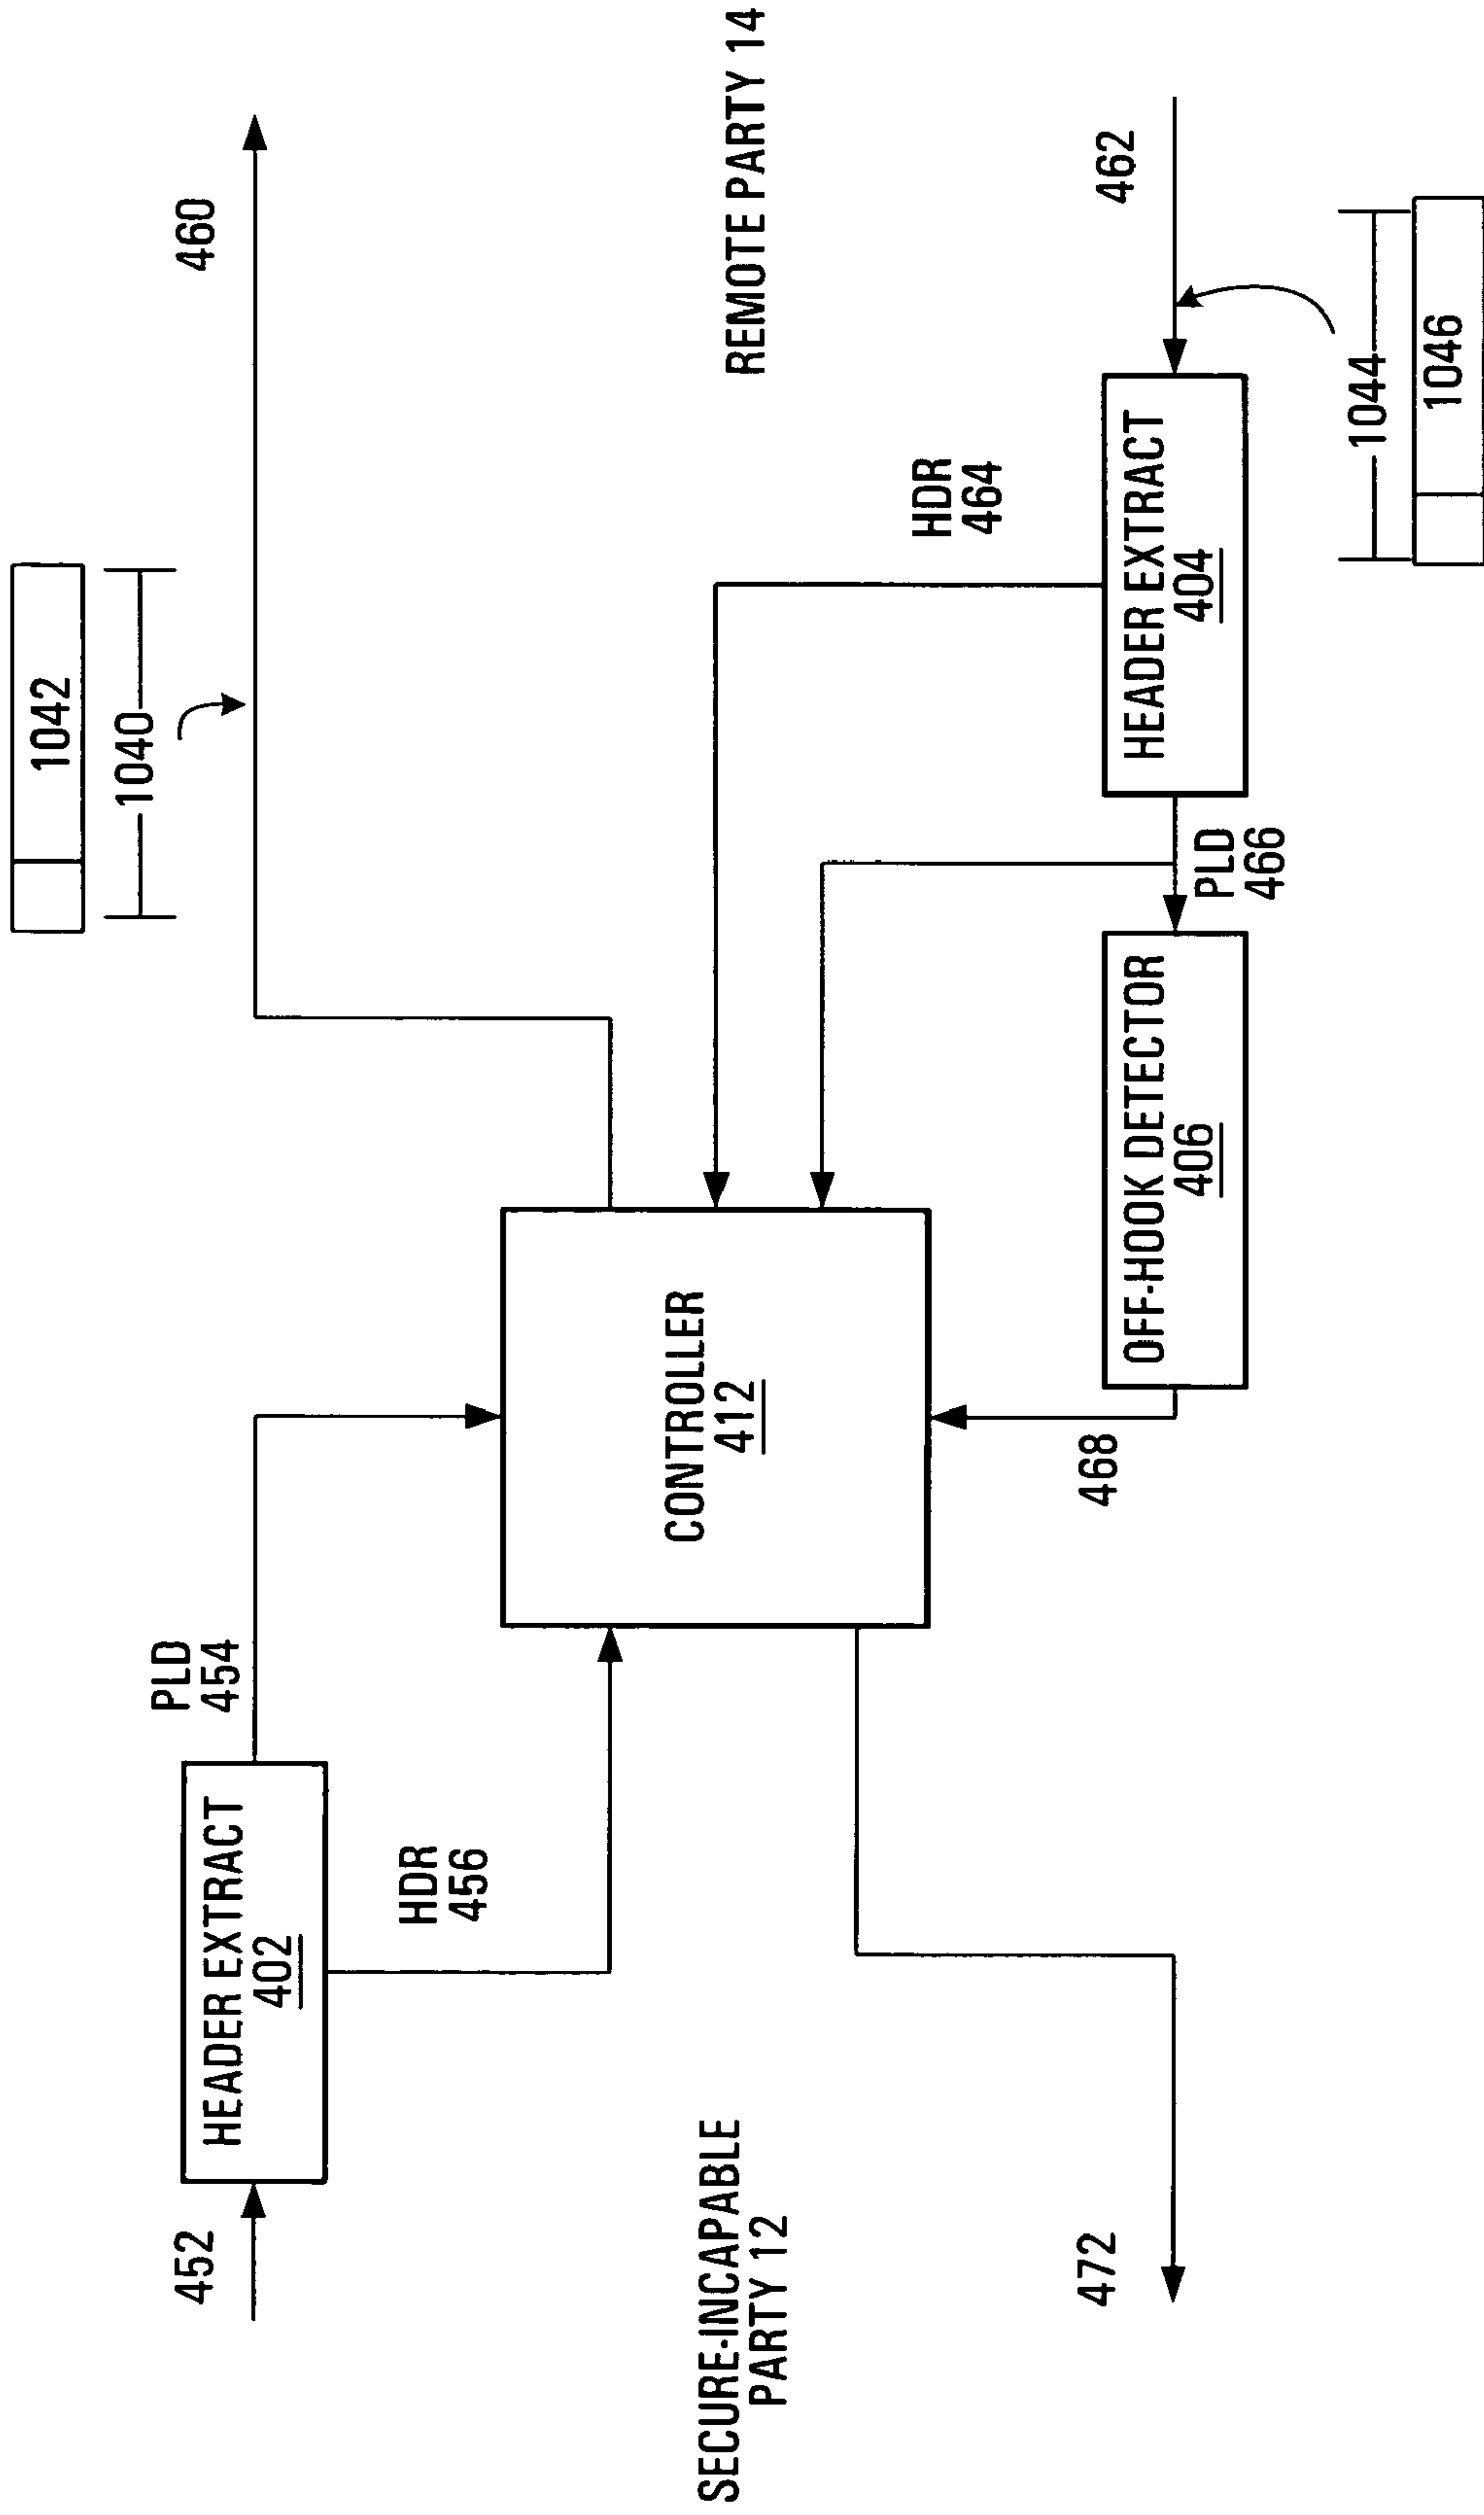 1042
1040
460
PLD
454
HEADER EXTRACT
402
452
HDR
456
CONTROLLER
412
SECURE-INCAPABLE
PARTY 12
REMOTE PARTY 14
HDR
464
462
HEADER EXTRACT
404
PLD
466
OFF-HOOK DETECTOR
406
468
472
1044
1046